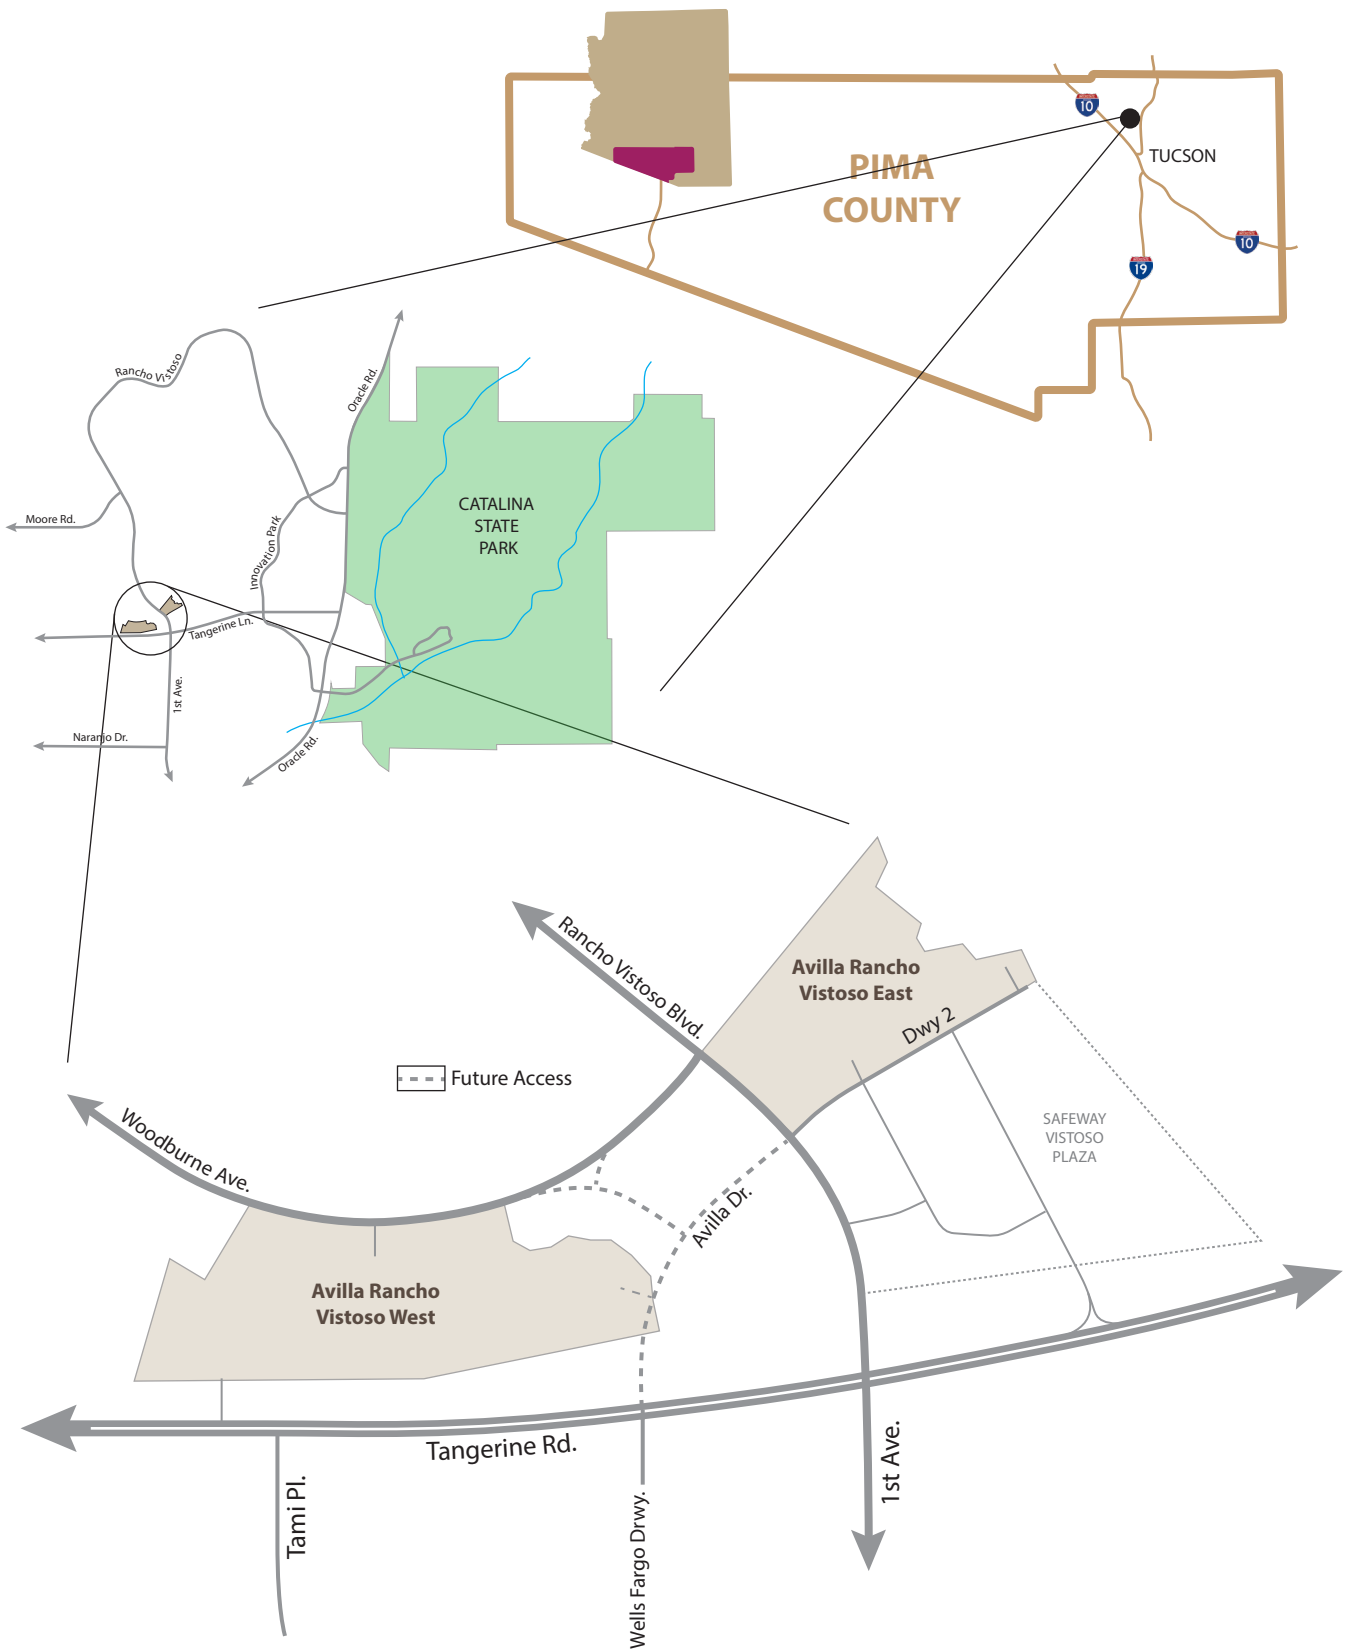 10
TUCSON
PIMA
COUNTY
10
19
Rancho Vistoso
Oracle Rd.
CATALINA
STATE
PARK
Moore Rd.
Innovation Park
Tangerine Ln.
1st Ave.
Naranjo Dr.
Oracle Rd.
Rancho Vistoso Blvd.
Avilla Rancho
Vistoso East
Dwy 2
Future Access
Woodburne Ave.
SAFEWAY
VISTOSO
PLAZA
Avilla Dr.
Avilla Rancho
Vistoso West
Tangerine Rd.
1st Ave.
Tami Pl.
Wells Fargo Drwy.